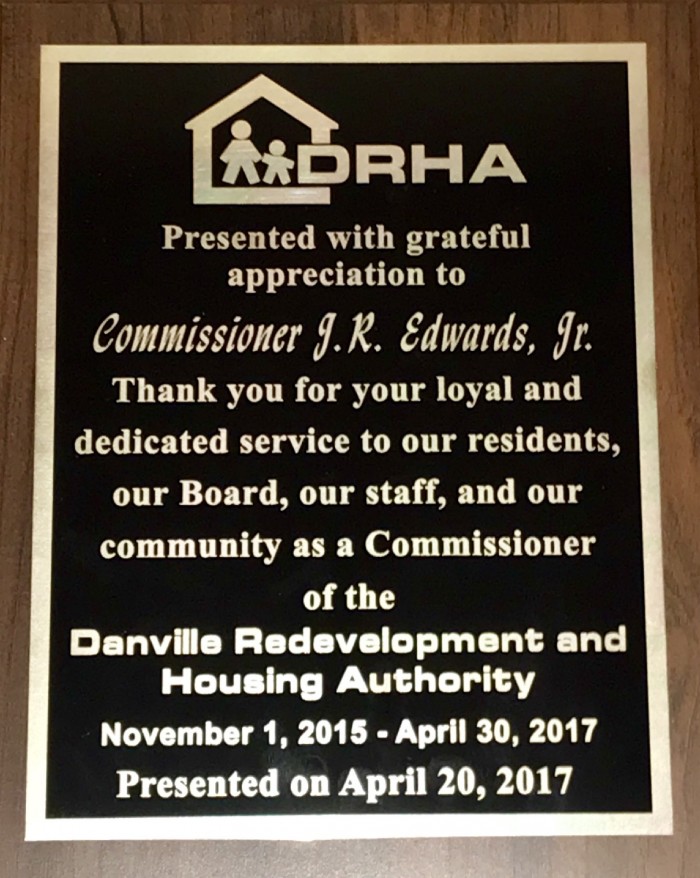 DRHA
Presented with grateful
appreciation to
Commissioner J.R. Edwards, Jr.
Thank you for your loyal and
dedicated service to our residents,
our Board, our staff, and our
community as a Commissioner
of the
Danville Redevelopment and
Housing Authority
November 1, 2015 - April 30, 2017
Presented on April 20, 2017